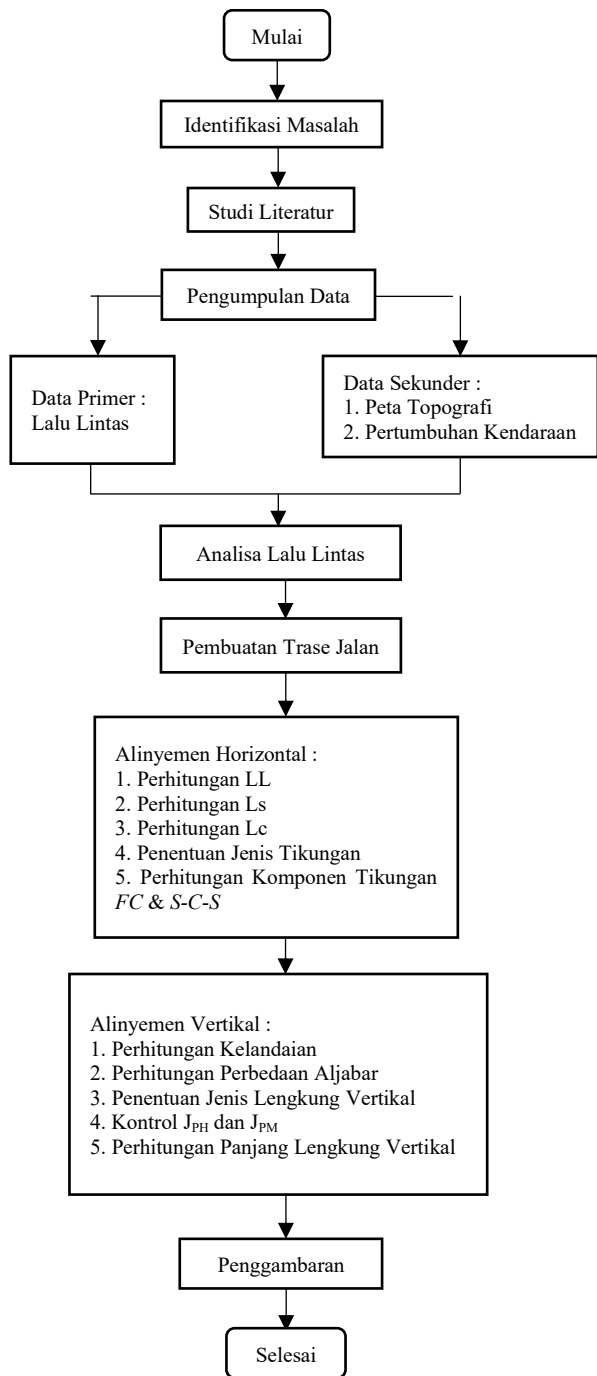 Mulai
Identifikasi Masalah
Studi Literatur
Pengumpulan Data
Data Primer :
Lalu Lintas
Data Sekunder :
1. Peta Topografi
2. Pertumbuhan Kendaraan
Analisa Lalu Lintas
Pembuatan Trase Jalan
Alinyemen Horizontal :
1. Perhitungan LL
2. Perhitungan Ls
3. Perhitungan Lc
4. Penentuan Jenis Tikungan
5. Perhitungan Komponen Tikungan
FC & S-C-S
Alinyemen Vertikal :
1. Perhitungan Kelandaian
2. Perhitungan Perbedaan Aljabar
3. Penentuan Jenis Lengkung Vertikal
4. Kontrol JPH dan JPM
5. Perhitungan Panjang Lengkung Vertikal
Penggambaran
Selesai